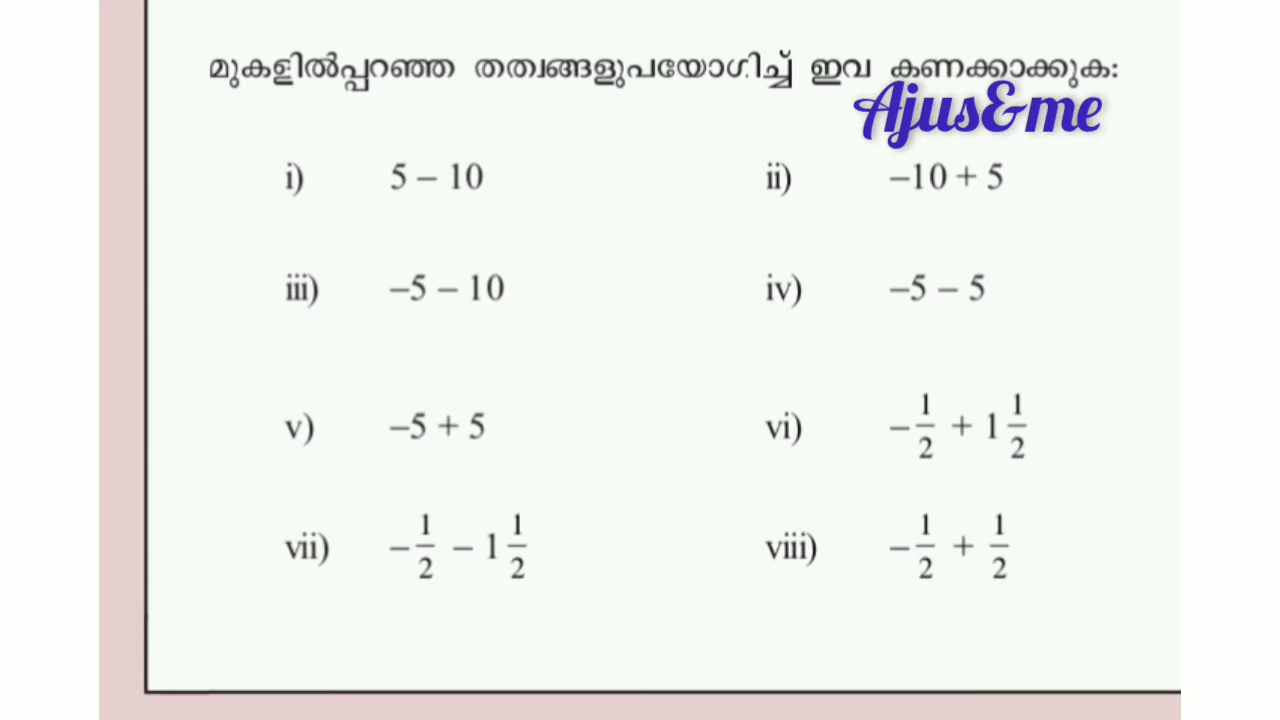 മുകളിൽപ്പറഞ്ഞ തത്വങ്ങളുപയോഗിച്ച് ഇവ കണക്കാക്കുക:
Ajus&me
i) 5 – 10 ii) –10 + 5
iii) –5 – 10 iv) –5 – 5
v) –5 + 5 vi) –1/2 + 1 1/2
vii) –1/2 – 1 1/2 viii) –1/2 + 1/2